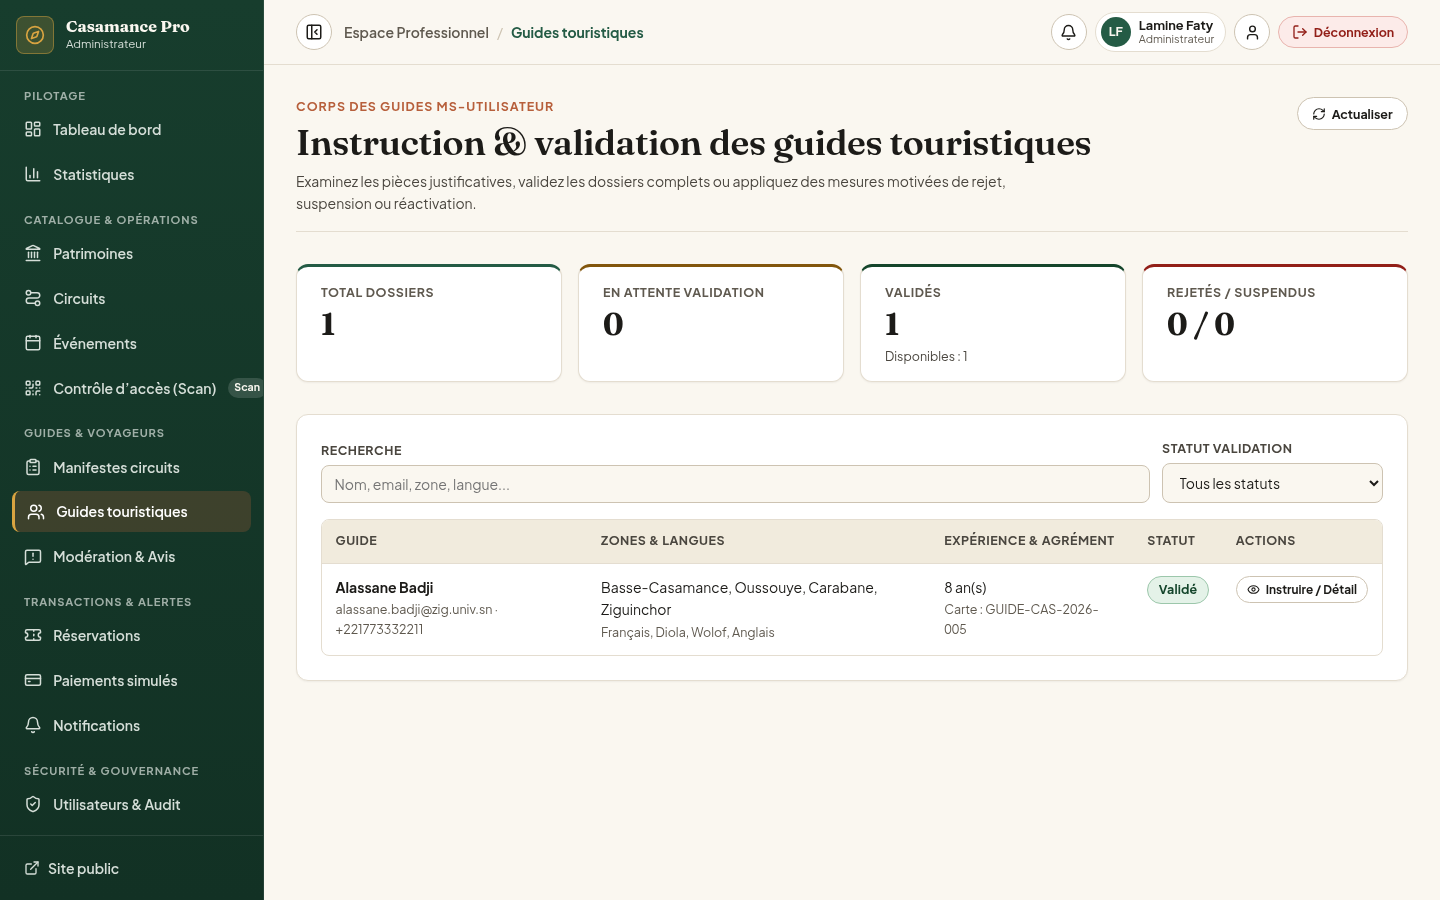 Casamance Pro
Administrateur
PILOTAGE
Tableau de bord
Statistiques
CATALOGUE & OPÉRATIONS
Patrimoines
Circuits
Événements
Contrôle d’accès (Scan) Scan
GUIDES & VOYAGEURS
Manifestes circuits
Guides touristiques
Modération & Avis
TRANSACTIONS & ALERTES
Réservations
Paiements simulés
Notifications
SÉCURITÉ & GOUVERNANCE
Utilisateurs & Audit
Site public
Espace Professionnel / Guides touristiques
LF
Lamine Faty
Administrateur
Déconnexion
CORPS DES GUIDES MS-UTILISATEUR
Instruction & validation des guides touristiques
Examinez les pièces justificatives, validez les dossiers complets ou appliquez des mesures motivées de rejet,
suspension ou réactivation.
Actualiser
TOTAL DOSSIERS
1
EN ATTENTE VALIDATION
0
VALIDÉS
1
Disponibles : 1
REJETÉS / SUSPENDUS
0 / 0
RECHERCHE
Nom, email, zone, langue...
STATUT VALIDATION
Tous les statuts
GUIDE ZONES & LANGUES EXPÉRIENCE & AGRÉMENT STATUT ACTIONS
Alassane Badji
alassane.badji@zig.univ.sn ·
+221773332211
Basse-Casamance, Oussouye, Carabane,
Ziguinchor
Français, Diola, Wolof, Anglais
8 an(s)
Carte : GUIDE-CAS-2026-
005
Validé
Instruire / Détail